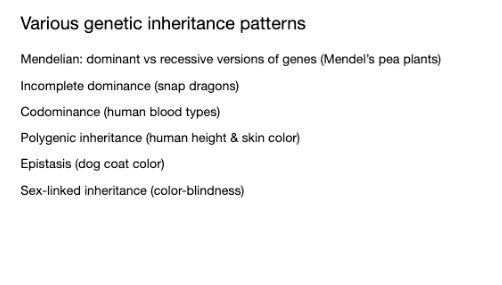 Various genetic inheritance patterns
Mendelian: dominant vs recessive versions of genes (Mendel’s pea plants)
Incomplete dominance (snap dragons)
Codominance (human blood types)
Polygenic inheritance (human height & skin color)
Epistasis (dog coat color)
Sex-linked inheritance (color-blindness)